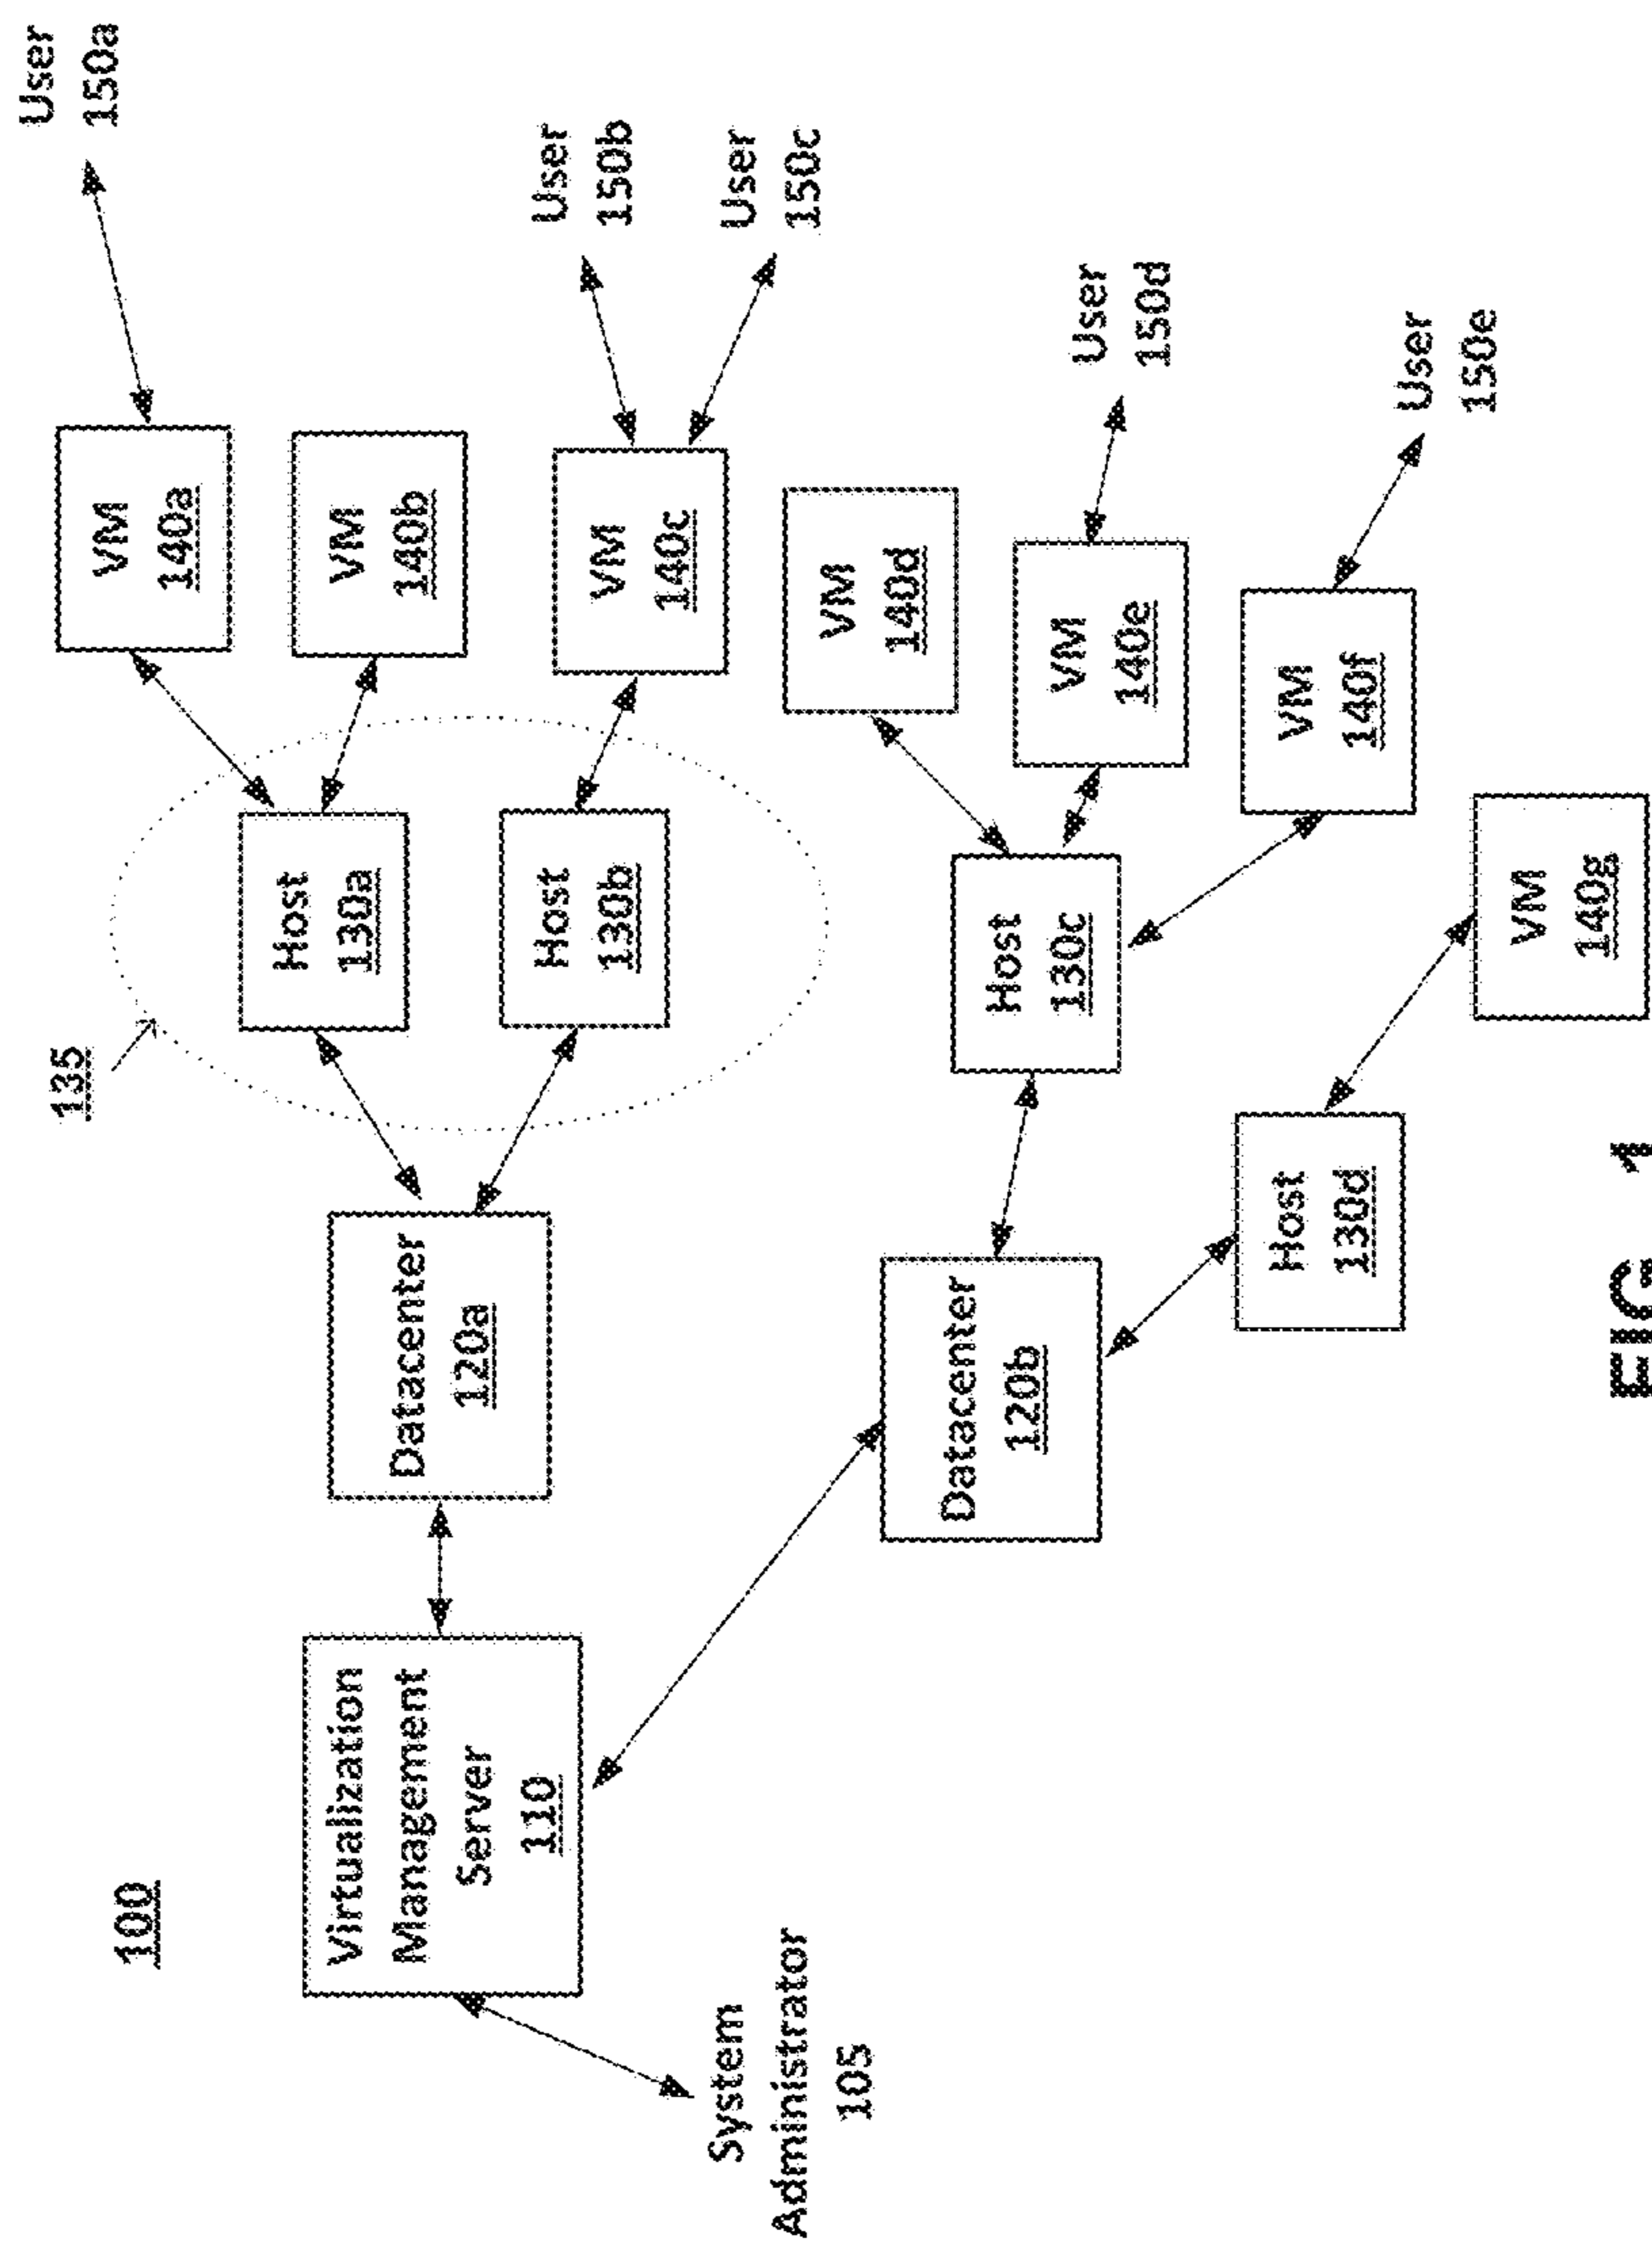 100
System
Administrator
105
Virtualization
Management
Server
110
Datacenter
120a
Datacenter
120b
135
Host
130a
Host
130b
Host
130c
Host
130d
VM
140a
VM
140b
VM
140c
VM
140d
VM
140e
VM
140f
VM
140g
User
150a
User
150b
User
150c
User
150d
User
150e
FIG. 1